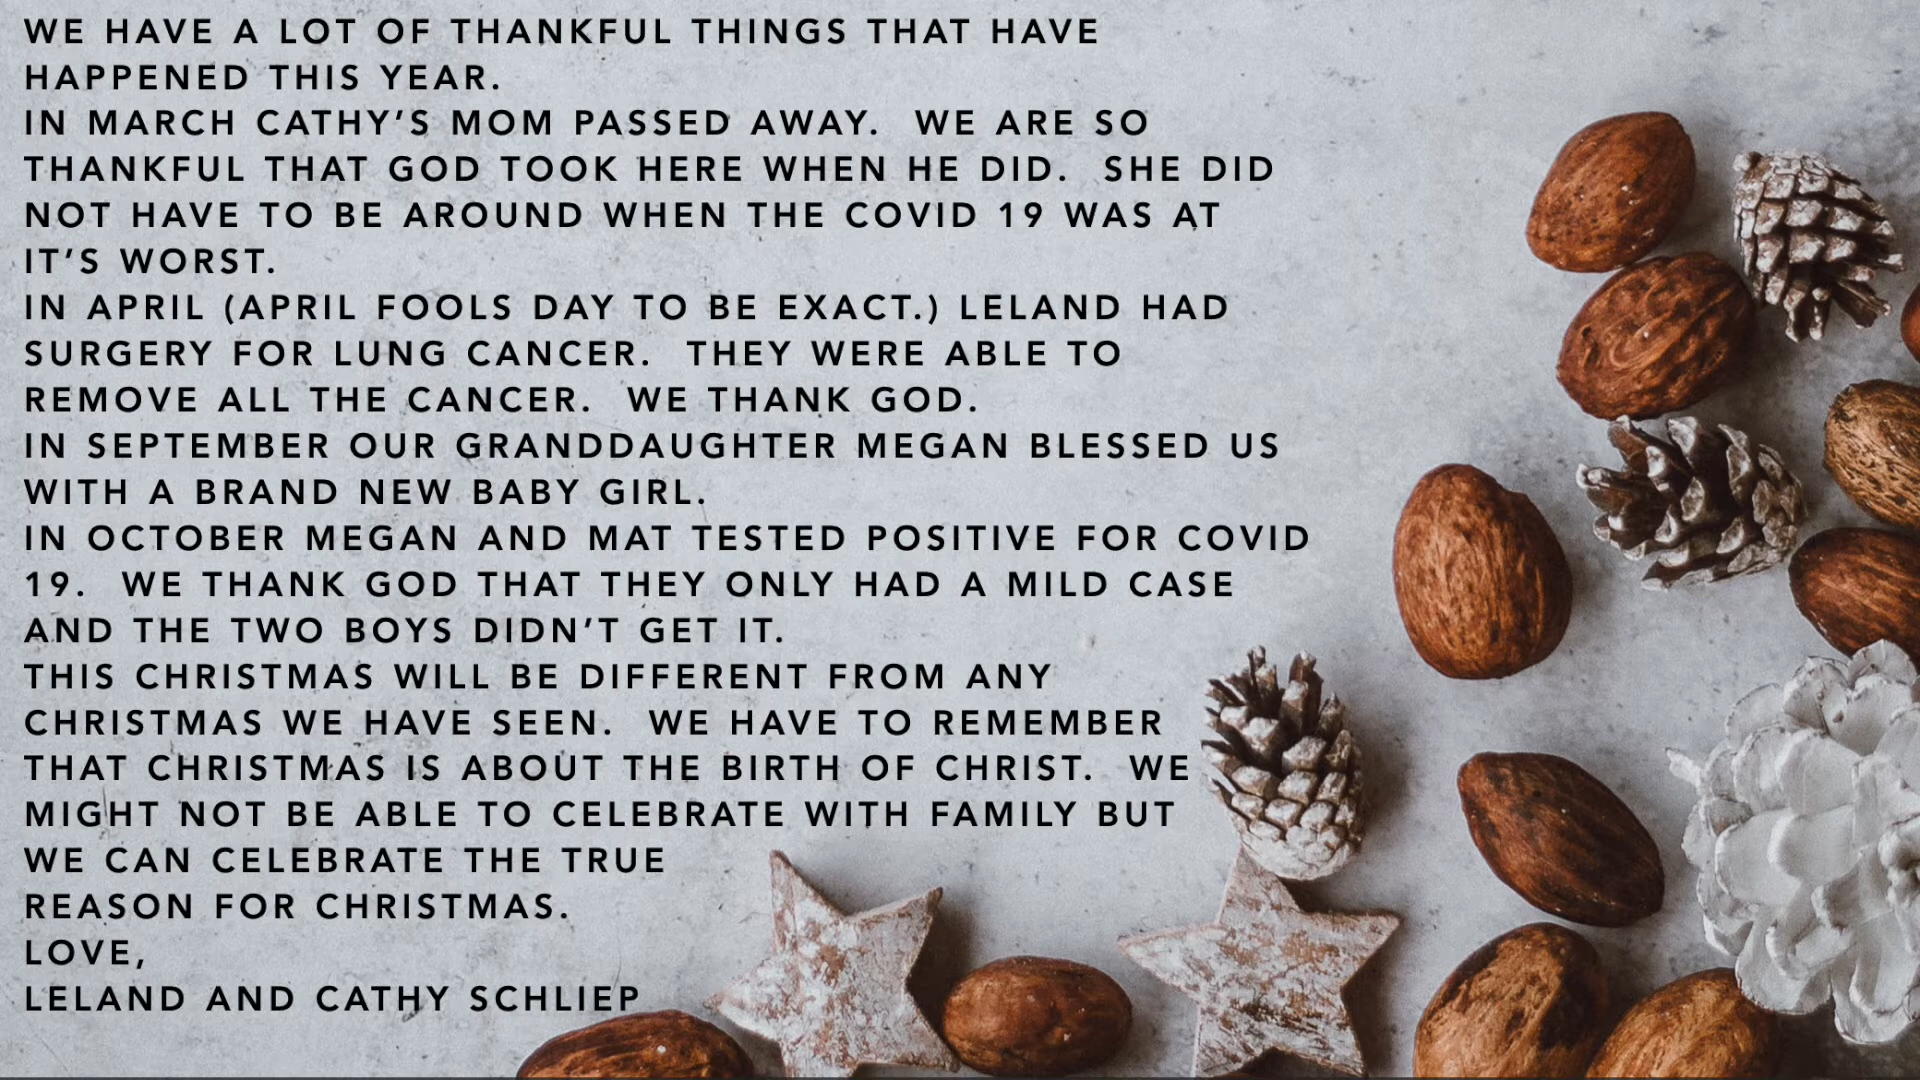 WE HAVE A LOT OF THANKFUL THINGS THAT HAVE
HAPPENED THIS YEAR.
IN MARCH CATHY’S MOM PASSED AWAY.  WE ARE SO
THANKFUL THAT GOD TOOK HERE WHEN HE DID.  SHE DID
NOT HAVE TO BE AROUND WHEN THE COVID 19 WAS AT
IT’S WORST.
IN APRIL (APRIL FOOLS DAY TO BE EXACT.) LELAND HAD
SURGERY FOR LUNG CANCER.  THEY WERE ABLE TO
REMOVE ALL THE CANCER.  WE THANK GOD.
IN SEPTEMBER OUR GRANDDAUGHTER MEGAN BLESSED US
WITH A BRAND NEW BABY GIRL.
IN OCTOBER MEGAN AND MAT TESTED POSITIVE FOR COVID
19.  WE THANK GOD THAT THEY ONLY HAD A MILD CASE
AND THE TWO BOYS DIDN’T GET IT.
THIS CHRISTMAS WILL BE DIFFERENT FROM ANY
CHRISTMAS WE HAVE SEEN.  WE HAVE TO REMEMBER
THAT CHRISTMAS IS ABOUT THE BIRTH OF CHRIST.  WE
MIGHT NOT BE ABLE TO CELEBRATE WITH FAMILY BUT
WE CAN CELEBRATE THE TRUE
REASON FOR CHRISTMAS.
LOVE,
LELAND AND CATHY SCHLIEP